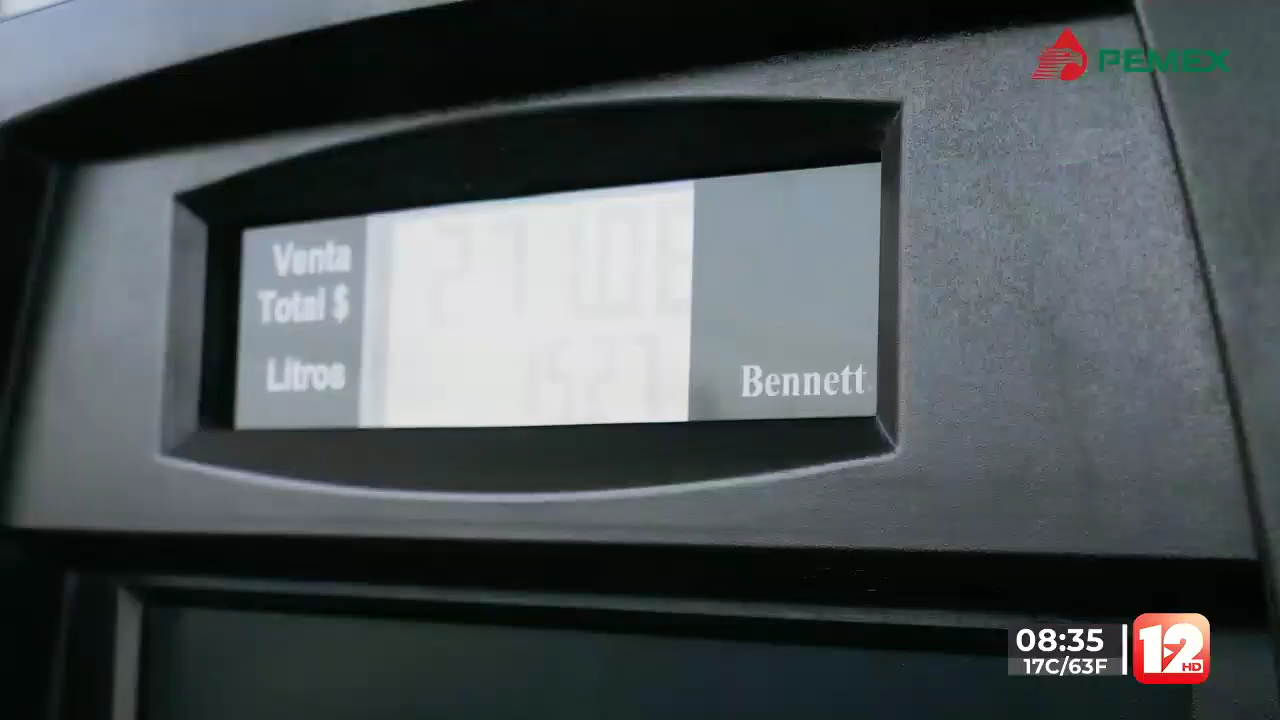 PEMEX
Venta
Total $
Litros
Bennett
08:35
17C/63F
12
HD